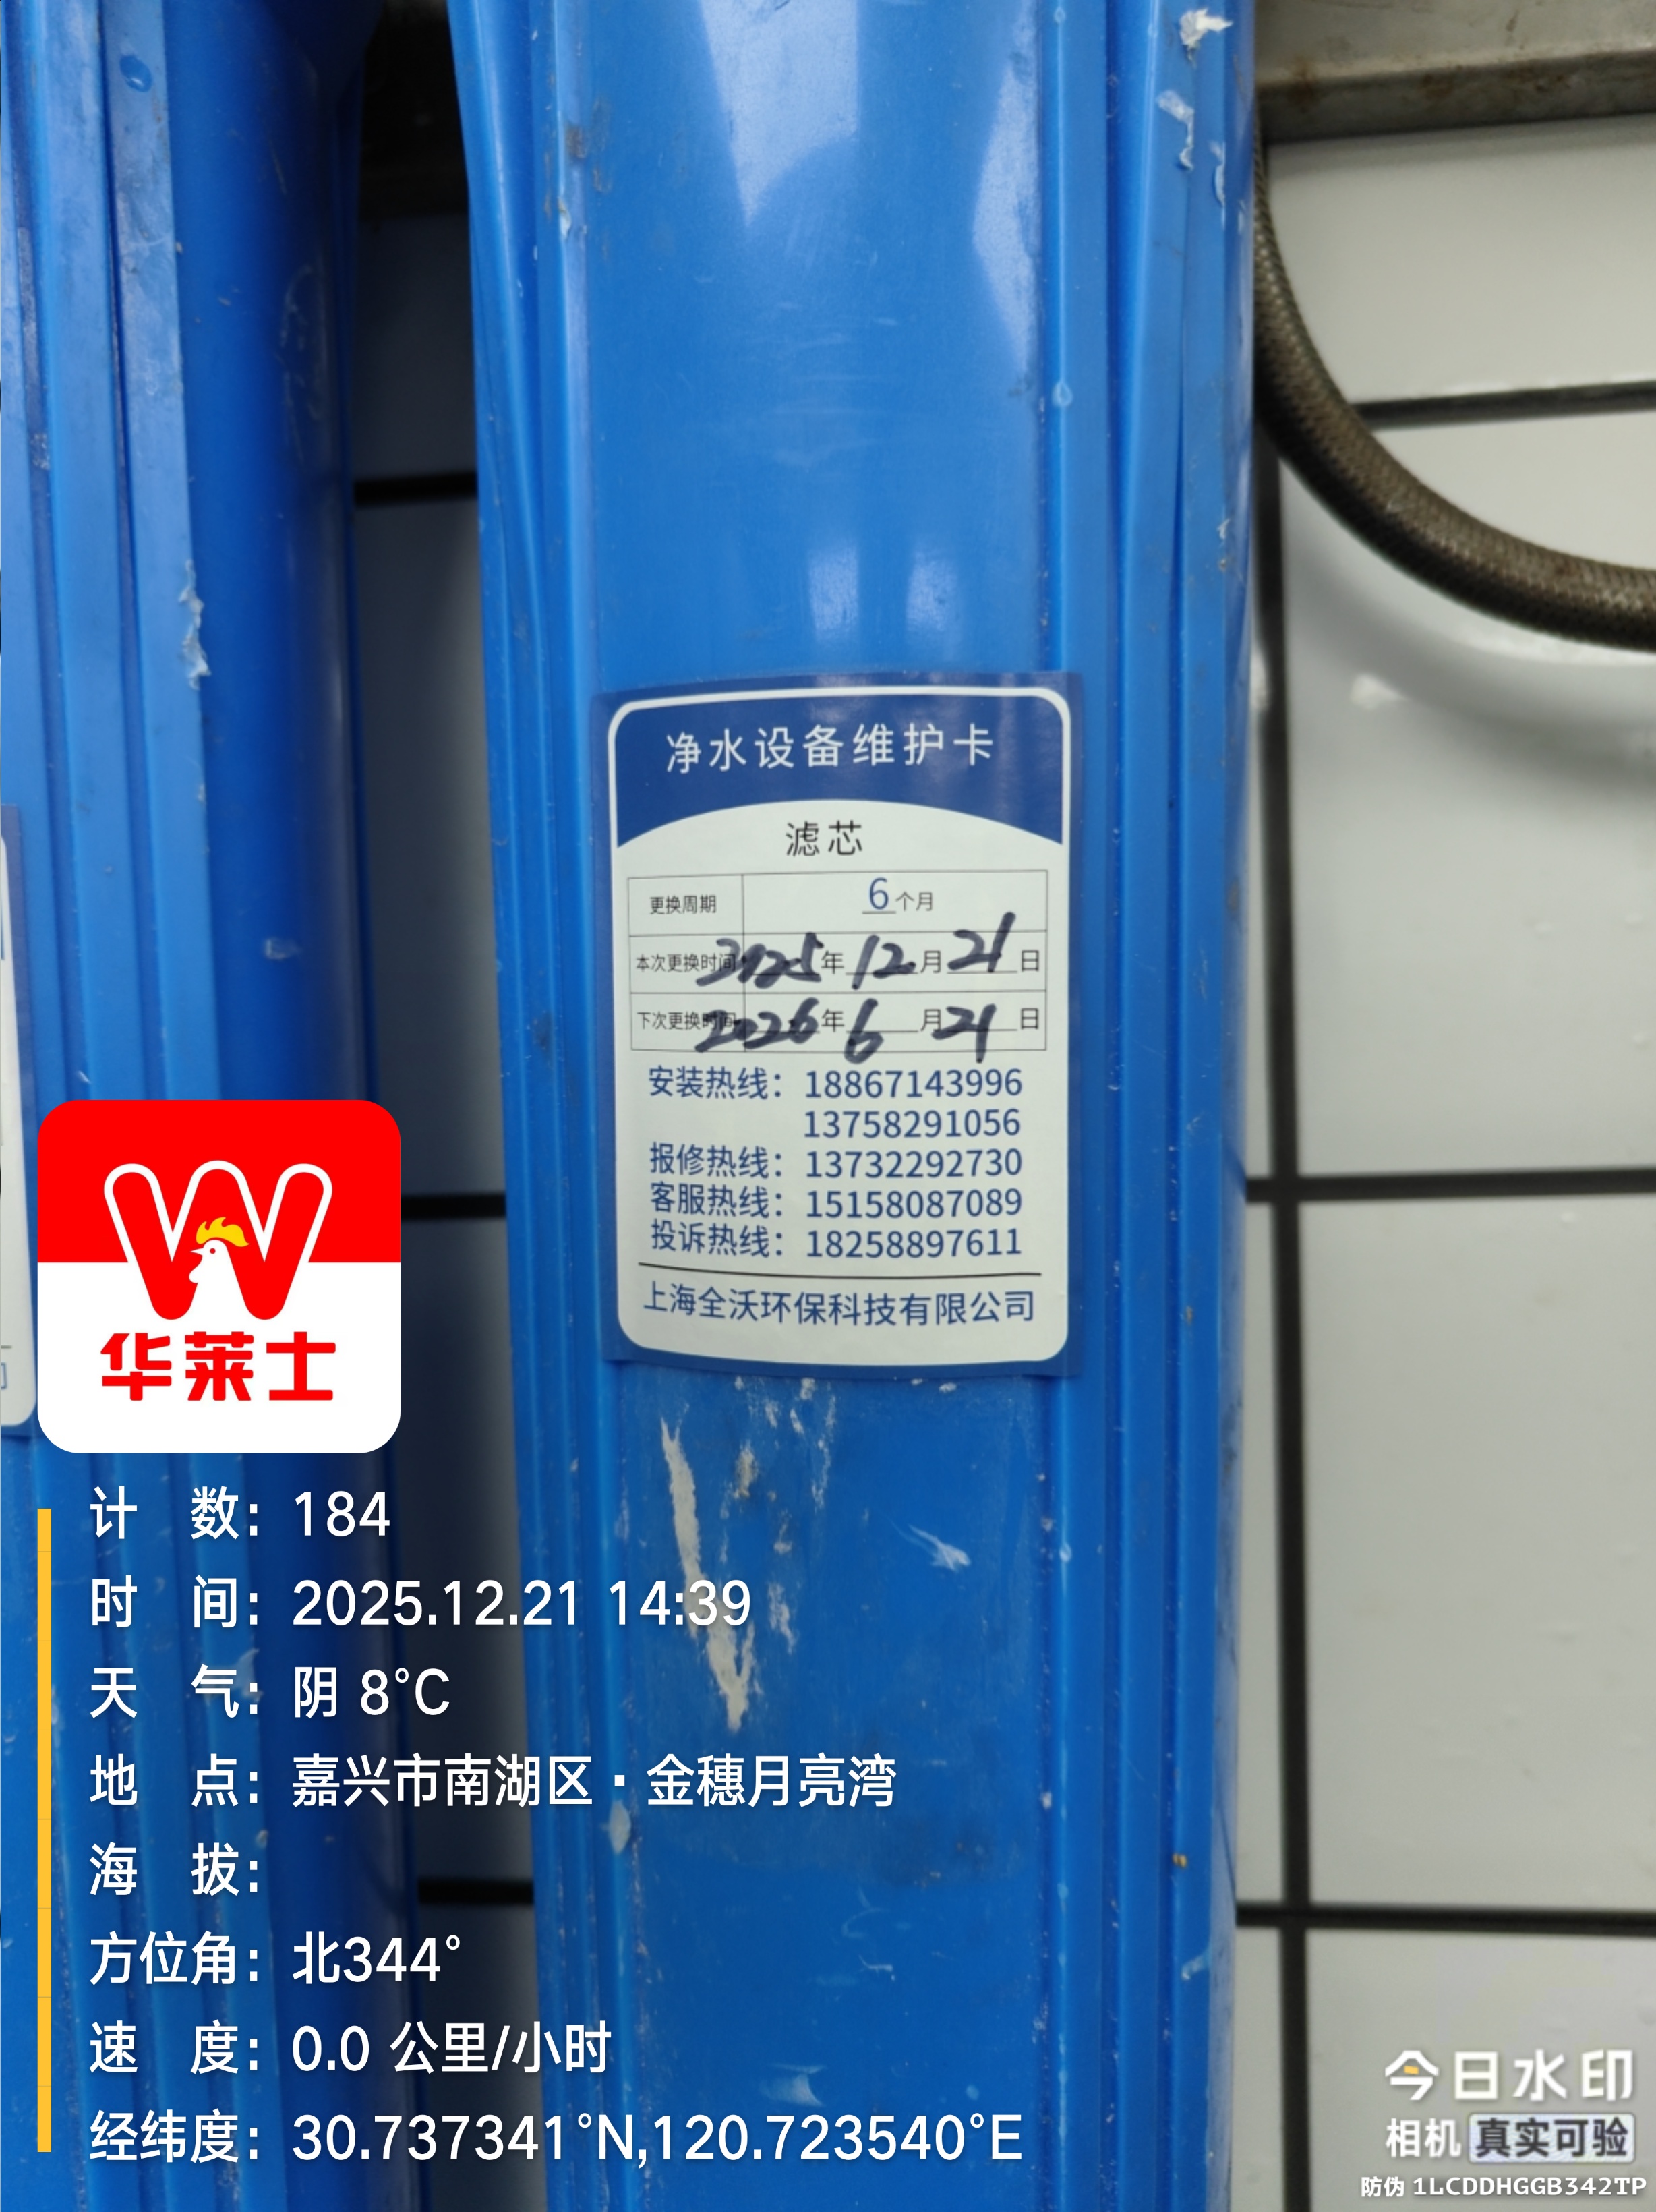 净水设备维护卡
滤芯
更换周期 6个月
本次更换时间 2025年12月21日
下次更换时间 2026年6月21日
安装热线：18867143996
13758291056
报修热线：13732292730
客服热线：15158087089
投诉热线：18258897611
上海全沃环保科技有限公司
华莱士
计数：184
时间：2025.12.21 14:39
天气：阴 8°C
地点：嘉兴市南湖区·金穗月亮湾
海拔：
方位角：北344°
速度：0.0 公里/小时
经纬度：30.737341°N,120.723540°E
今日水印
相机 真实可验
防伪 1LCDDHGGB342TP